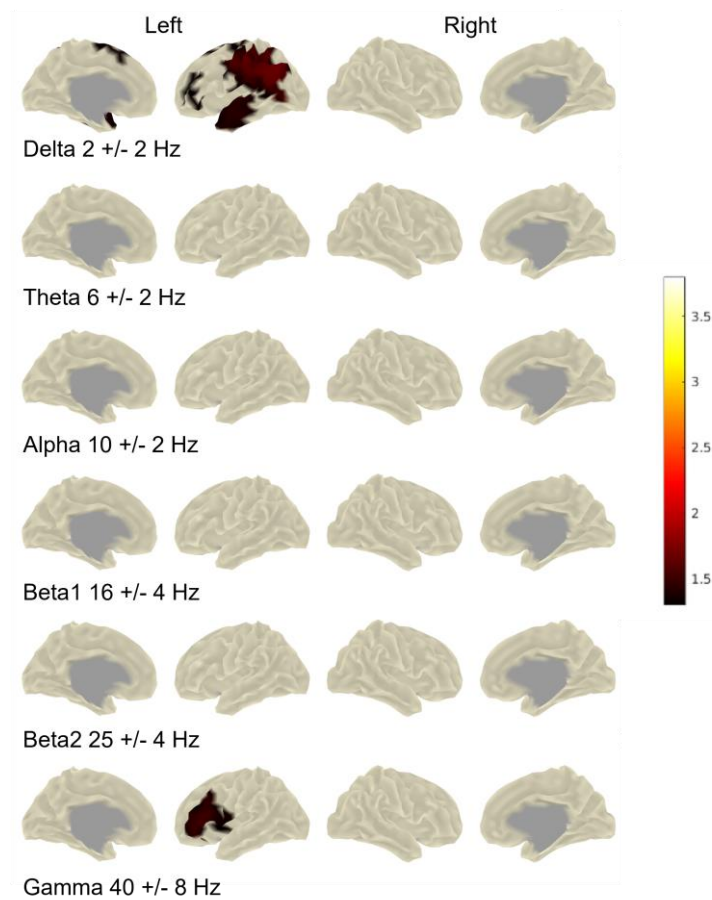 Left Right
Delta 2 +/- 2 Hz
Theta 6 +/- 2 Hz
Alpha 10 +/- 2 Hz
Beta1 16 +/- 4 Hz
Beta2 25 +/- 4 Hz
Gamma 40 +/- 8 Hz
3.5
3
2.5
2
1.5